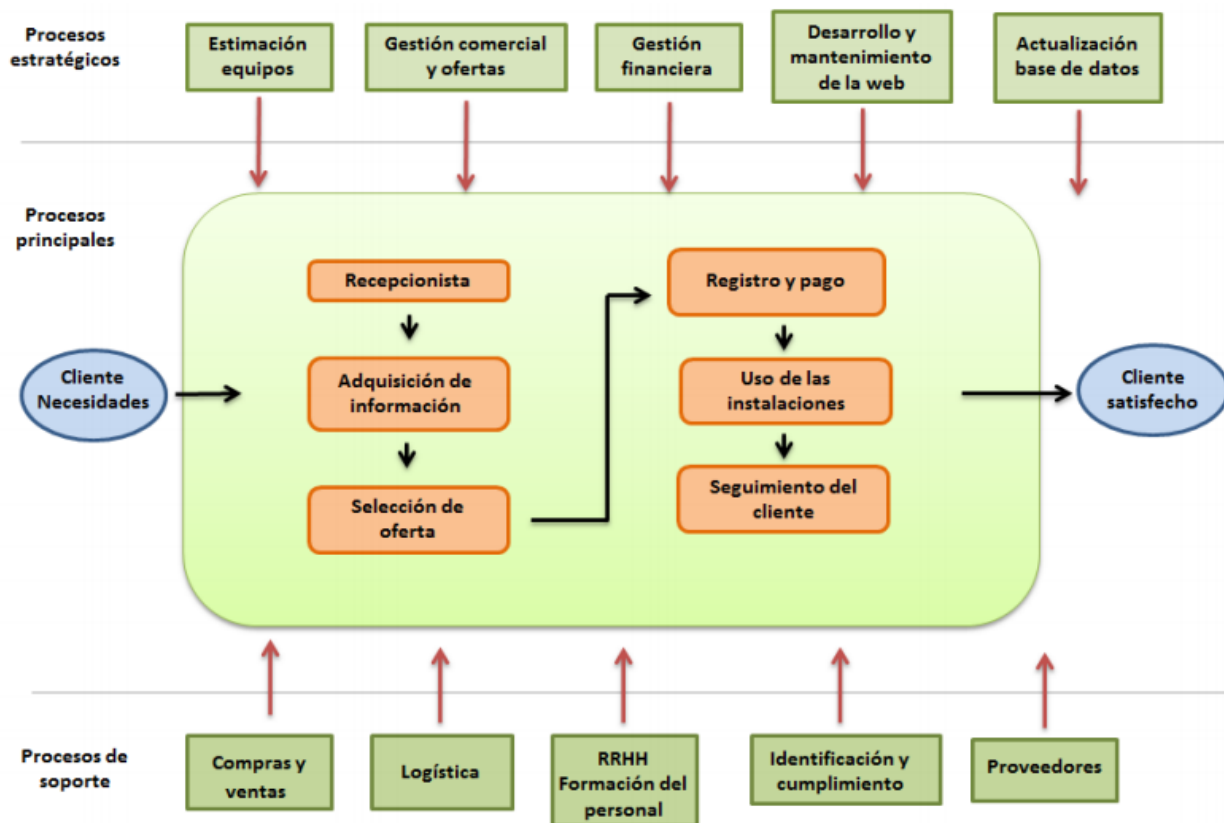 Procesos
estratégicos
Estimación
equipos
Gestión comercial
y ofertas
Gestión
financiera
Desarrollo y
mantenimiento
de la web
Actualización
base de datos
Procesos
principales
Cliente
Necesidades
Recepcionista
Adquisición de
información
Selección de
oferta
Registro y pago
Uso de las
instalaciones
Seguimiento del
cliente
Cliente
satisfecho
Procesos de
soporte
Compras y
ventas
Logística
RRHH
Formación del
personal
Identificación y
cumplimiento
Proveedores